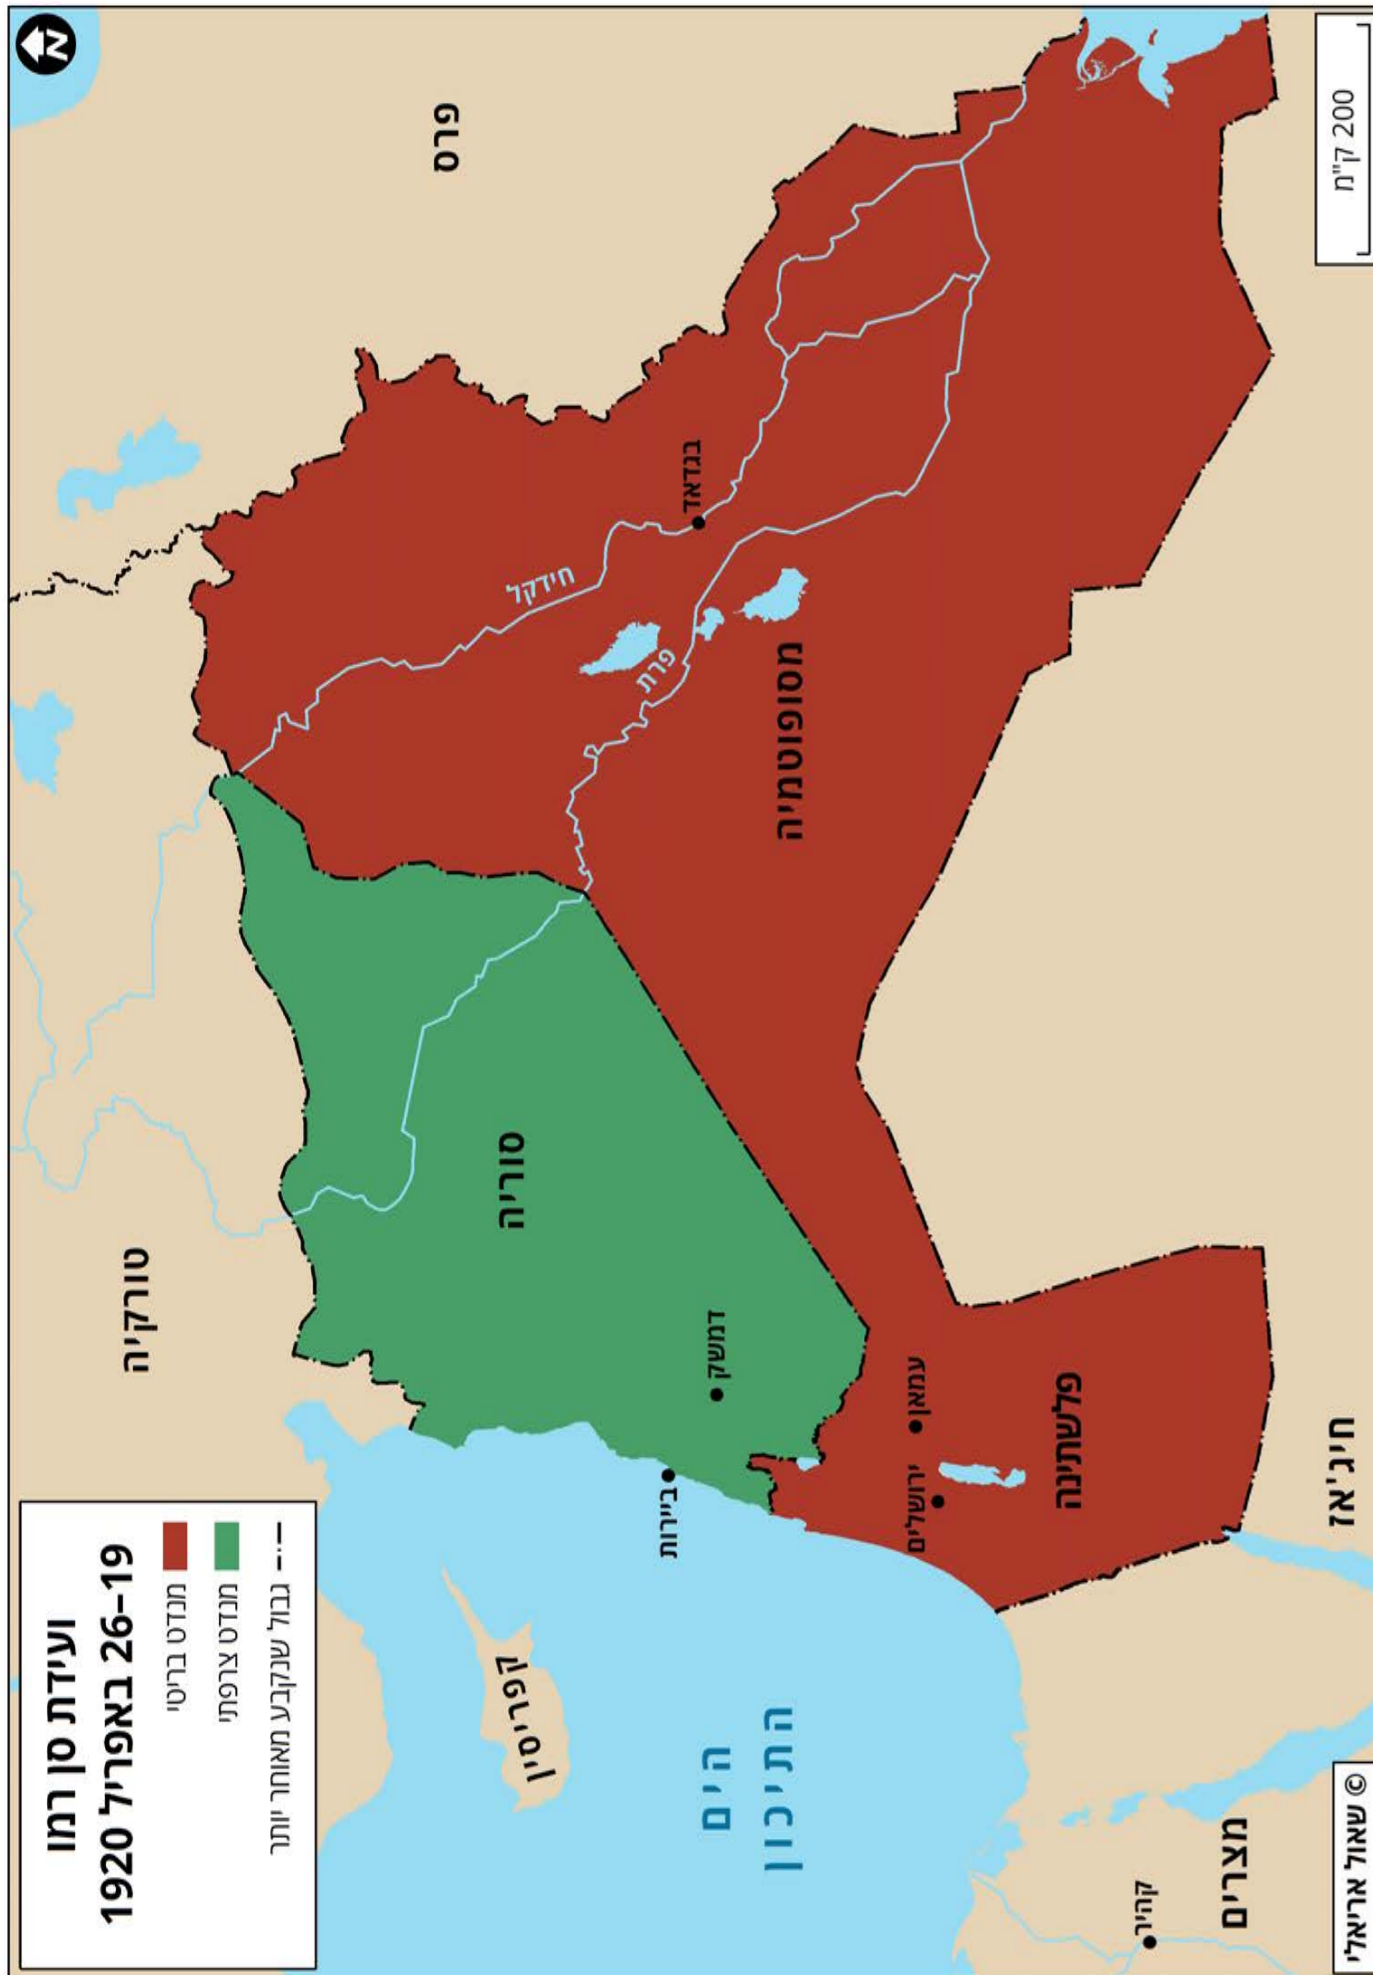 ועידת סן רמו
19–26 באפריל 1920
מנדט בריטי
מנדט צרפתי
גבול שנקבע מאוחר יותר
N
טורקיה
פרס
קפריסין
סוריה
חידקל
פרת
בגדאד
ביירות
דמשק
הים
התיכון
מסופוטמיה
ירושלים
עמאן
פלשתינה
קהיר
מצרים
חיג'אז
© שאול אריאלי
200 ק"מ